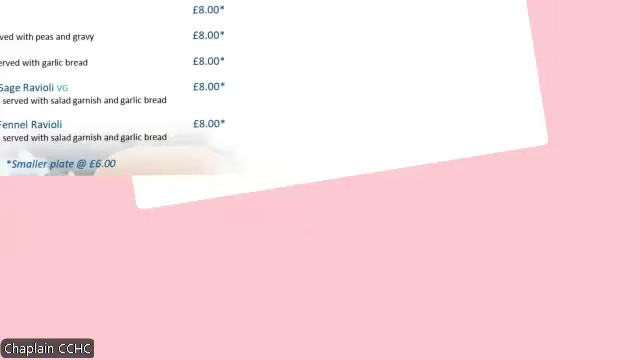 £8.00*
ved with peas and gravy
£8.00*
erved with garlic bread
£8.00*
Sage Ravioli VG
£8.00*
served with salad garnish and garlic bread
Fennel Ravioli
£8.00*
served with salad garnish and garlic bread
*Smaller plate @ £6.00
Chaplain CCHC